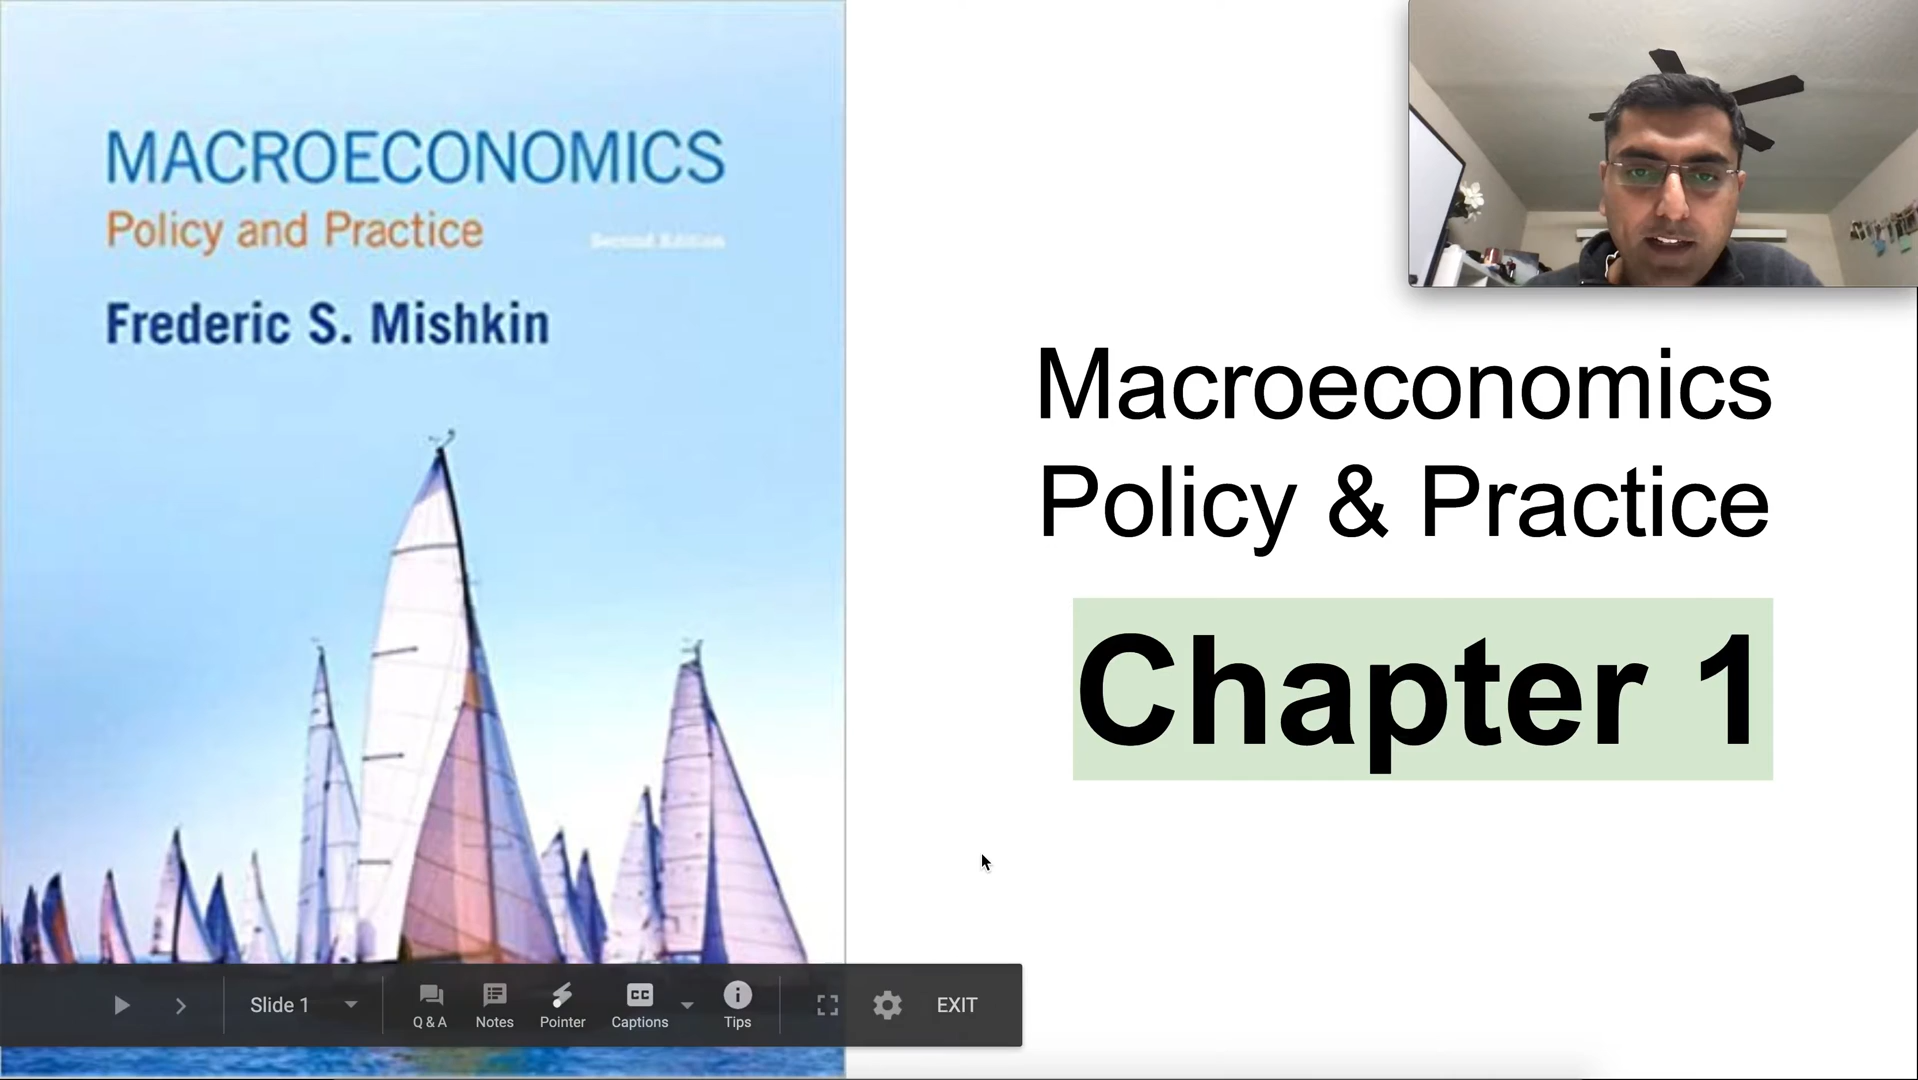 MACROECONOMICS
Policy and Practice
Second Edition
Frederic S. Mishkin
Macroeconomics
Policy & Practice
Chapter 1
Slide 1
Q & A
Notes
Pointer
CC
Captions
Tips
EXIT